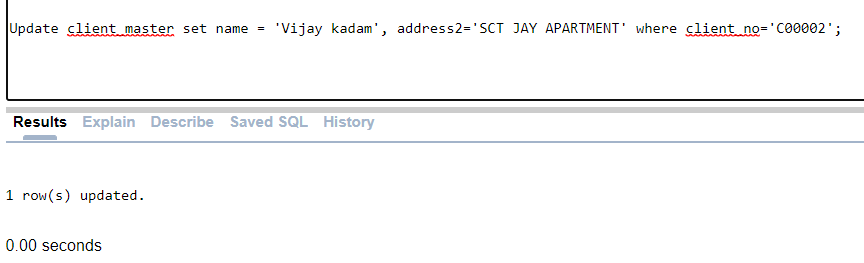 Update client_master set name = 'Vijay kadam', address2='SCT JAY APARTMENT' where client_no='C00002';
Results Explain Describe Saved SQL History
1 row(s) updated.
0.00 seconds